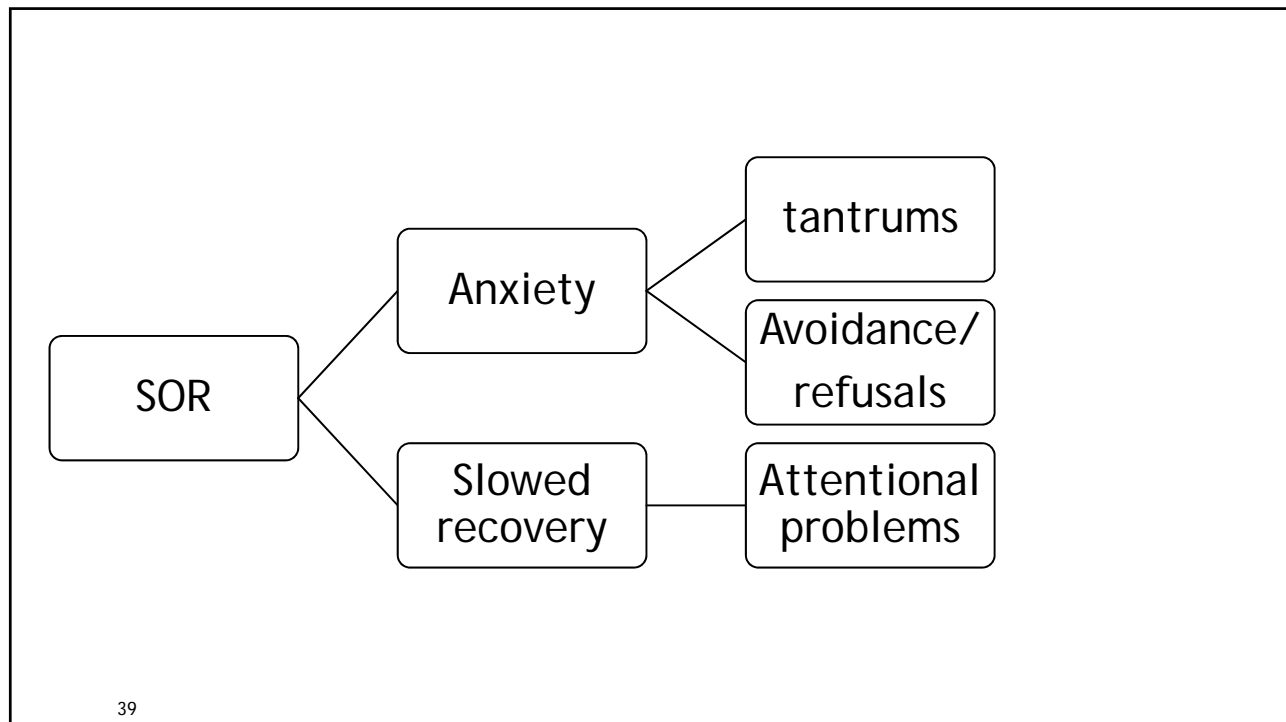 SOR
Anxiety
tantrums
Avoidance/
refusals
Slowed
recovery
Attentional
problems
39